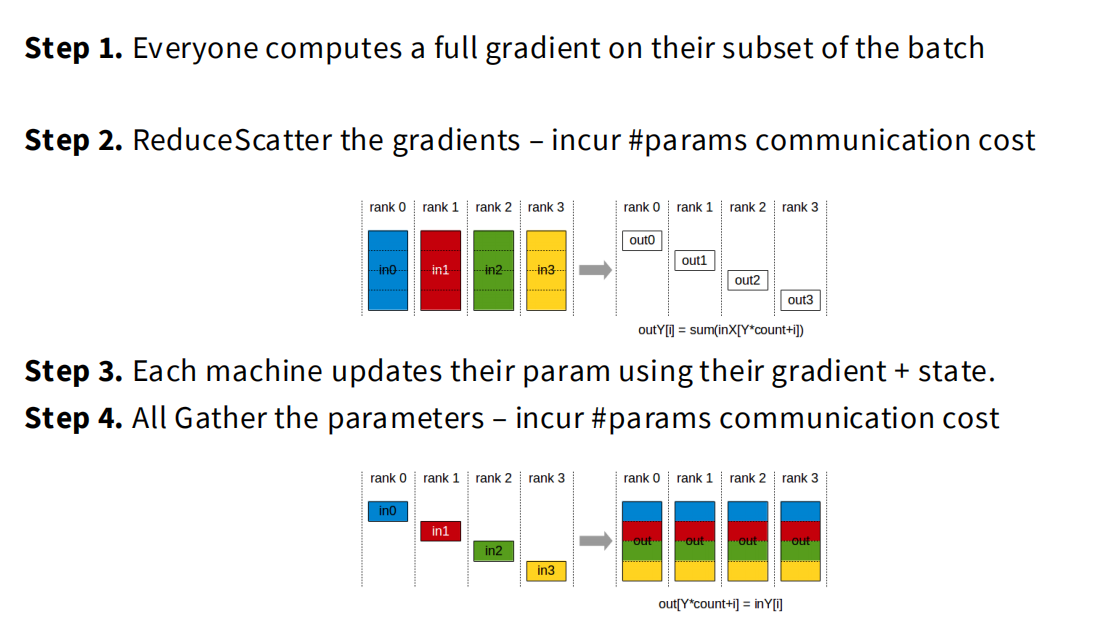 Step 1. Everyone computes a full gradient on their subset of the batch
Step 2. ReduceScatter the gradients – incur #params communication cost
rank 0 rank 1 rank 2 rank 3 rank 0 rank 1 rank 2 rank 3
in0 in1 in2 in3
out0
out1
out2
out3
outY[i] = sum(inX[Y*count+i])
Step 3. Each machine updates their param using their gradient + state.
Step 4. All Gather the parameters – incur #params communication cost
rank 0 rank 1 rank 2 rank 3 rank 0 rank 1 rank 2 rank 3
in0
in1
in2
in3
out out out out
out[Y*count+i] = inY[i]